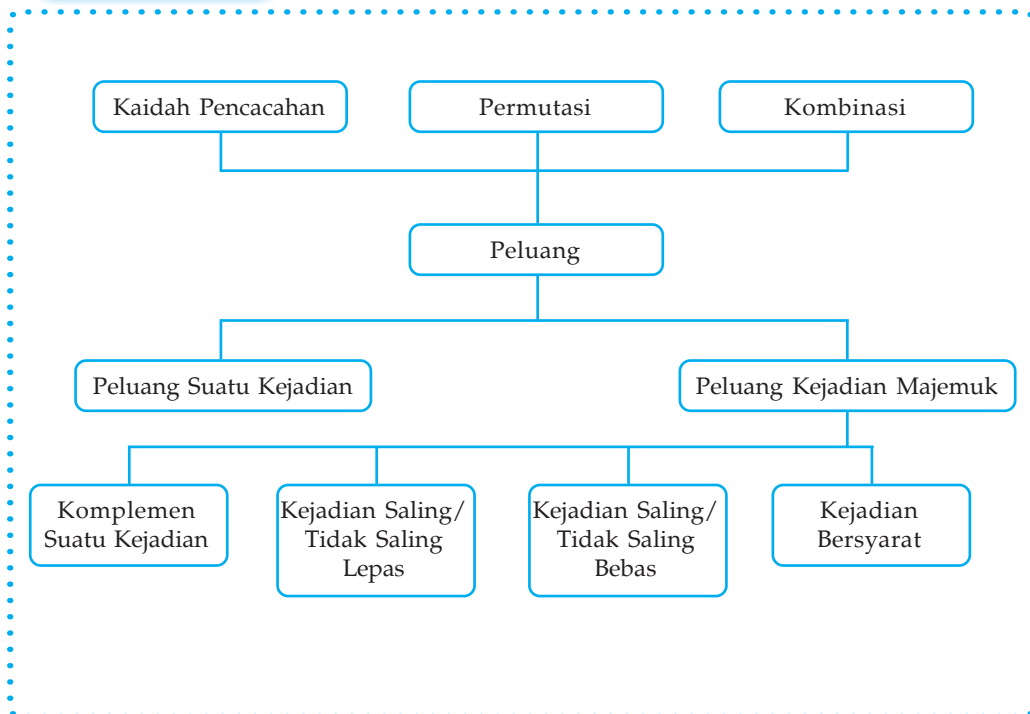 Kaidah Pencacahan
Permutasi
Kombinasi
Peluang
Peluang Suatu Kejadian
Peluang Kejadian Majemuk
Komplemen
Suatu Kejadian
Kejadian Saling/
Tidak Saling
Lepas
Kejadian Saling/
Tidak Saling
Bebas
Kejadian
Bersyarat